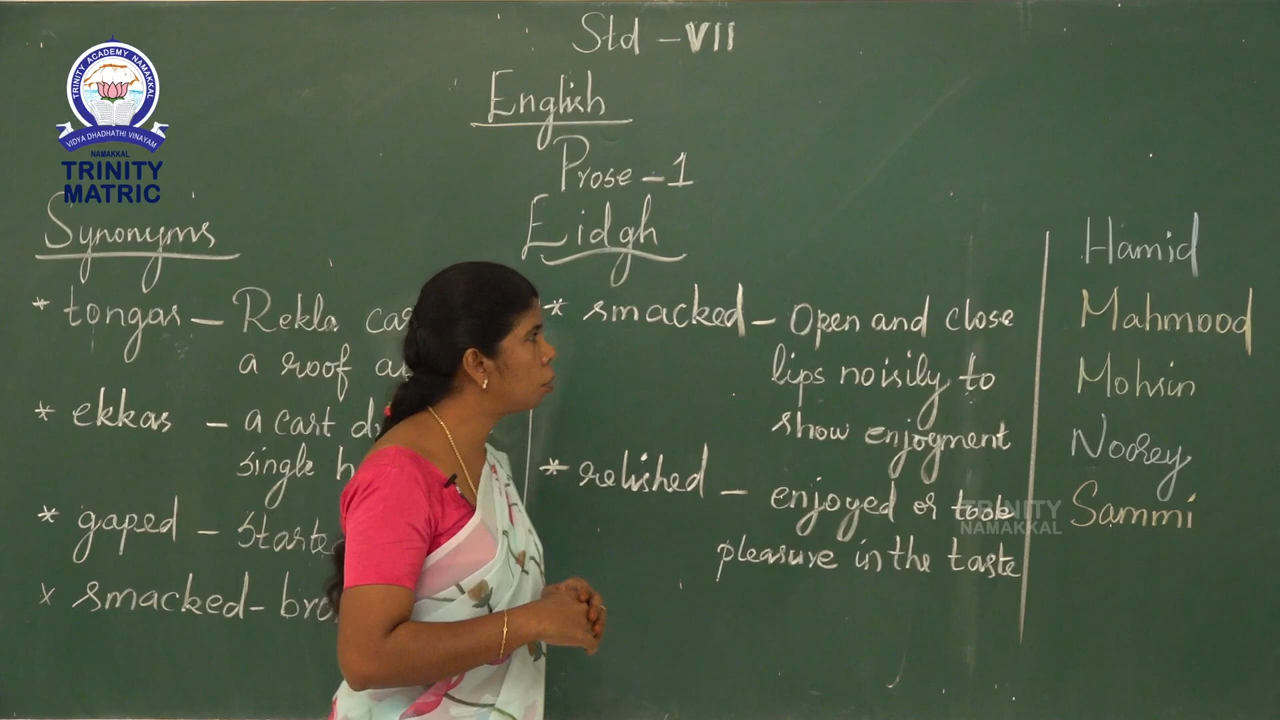 TRINITY ACADEMY NAMAKKAL
VIDYA DHADHATHI VINAYAM
NAMAKKAL
TRINITY
MATRIC
Std - VII
English
Prose - 1
Eidgh
Synonyms
* tongas - Rekla
a roof
* ekkas - a cart
single
* gaped -
* smacked -
* smacked - Open and close
lips noisily to
show enjoyment
* relished - enjoyed or took
pleasure in the taste
Hamid
Mahmood
Mohsin
Noorey
Sammi
TRINITY
NAMAKKAL